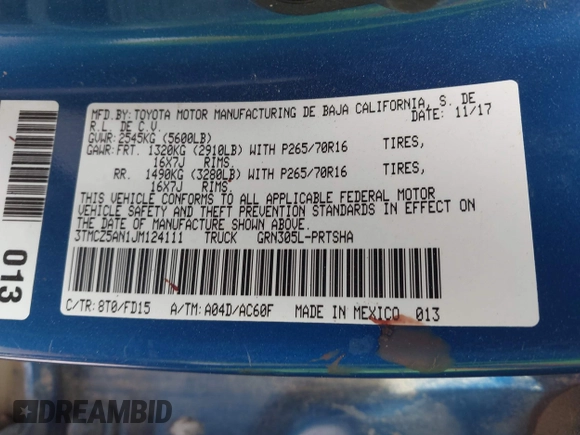 MFD.BY: TOYOTA MOTOR MANUFACTURING DE BAJA CALIFORNIA, S. DE
R.L. DE C.V. DATE: 11/17
GVWR: 2545KG (5600LB)
GAWR: FRT. 1320KG (2910LB) WITH P265/70R16 TIRES,
16X7J RIMS,
RR. 1490KG (3280LB) WITH P265/70R16 TIRES,
16X7J RIMS.
THIS VEHICLE CONFORMS TO ALL APPLICABLE FEDERAL MOTOR
VEHICLE SAFETY AND THEFT PREVENTION STANDARDS IN EFFECT ON
THE DATE OF MANUFACTURE SHOWN ABOVE.
3TMCZ5AN1JM124111 TRUCK GRN305L-PRTSHA
C/TR: 8T0/FD15 A/TM: A04D/AC60F MADE IN MEXICO 013
013
DREAMBID